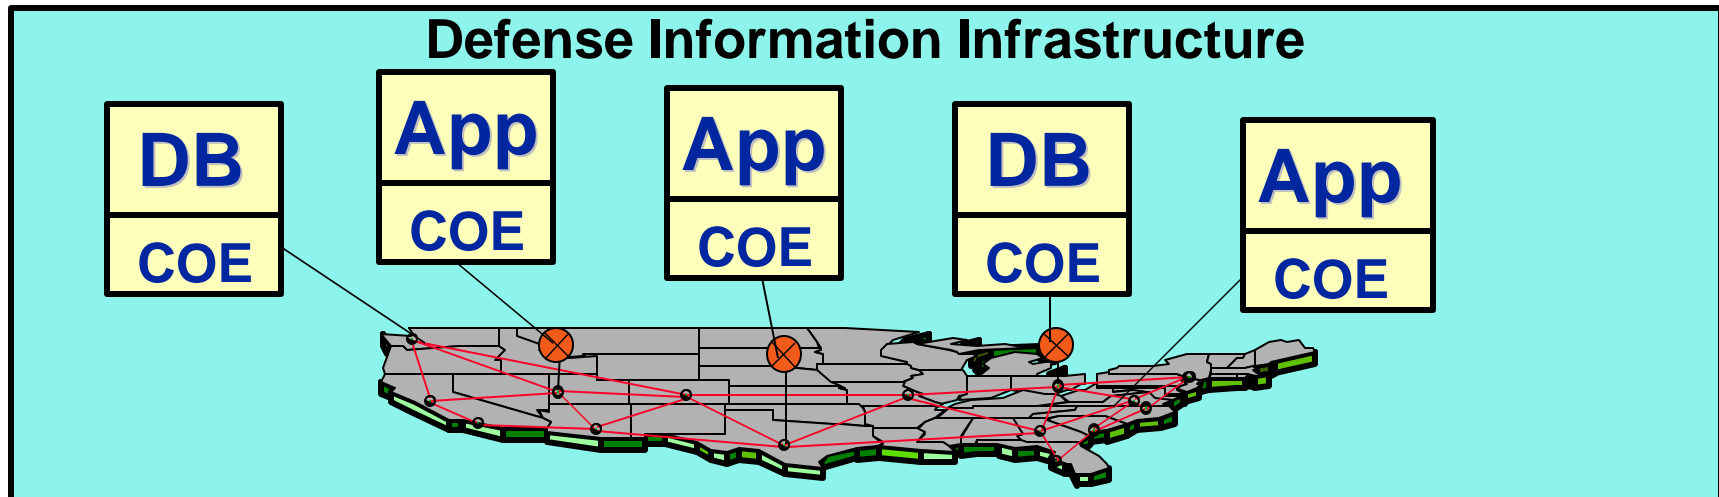 Defense Information Infrastructure
DB
COE
App
COE
App
COE
DB
COE
App
COE